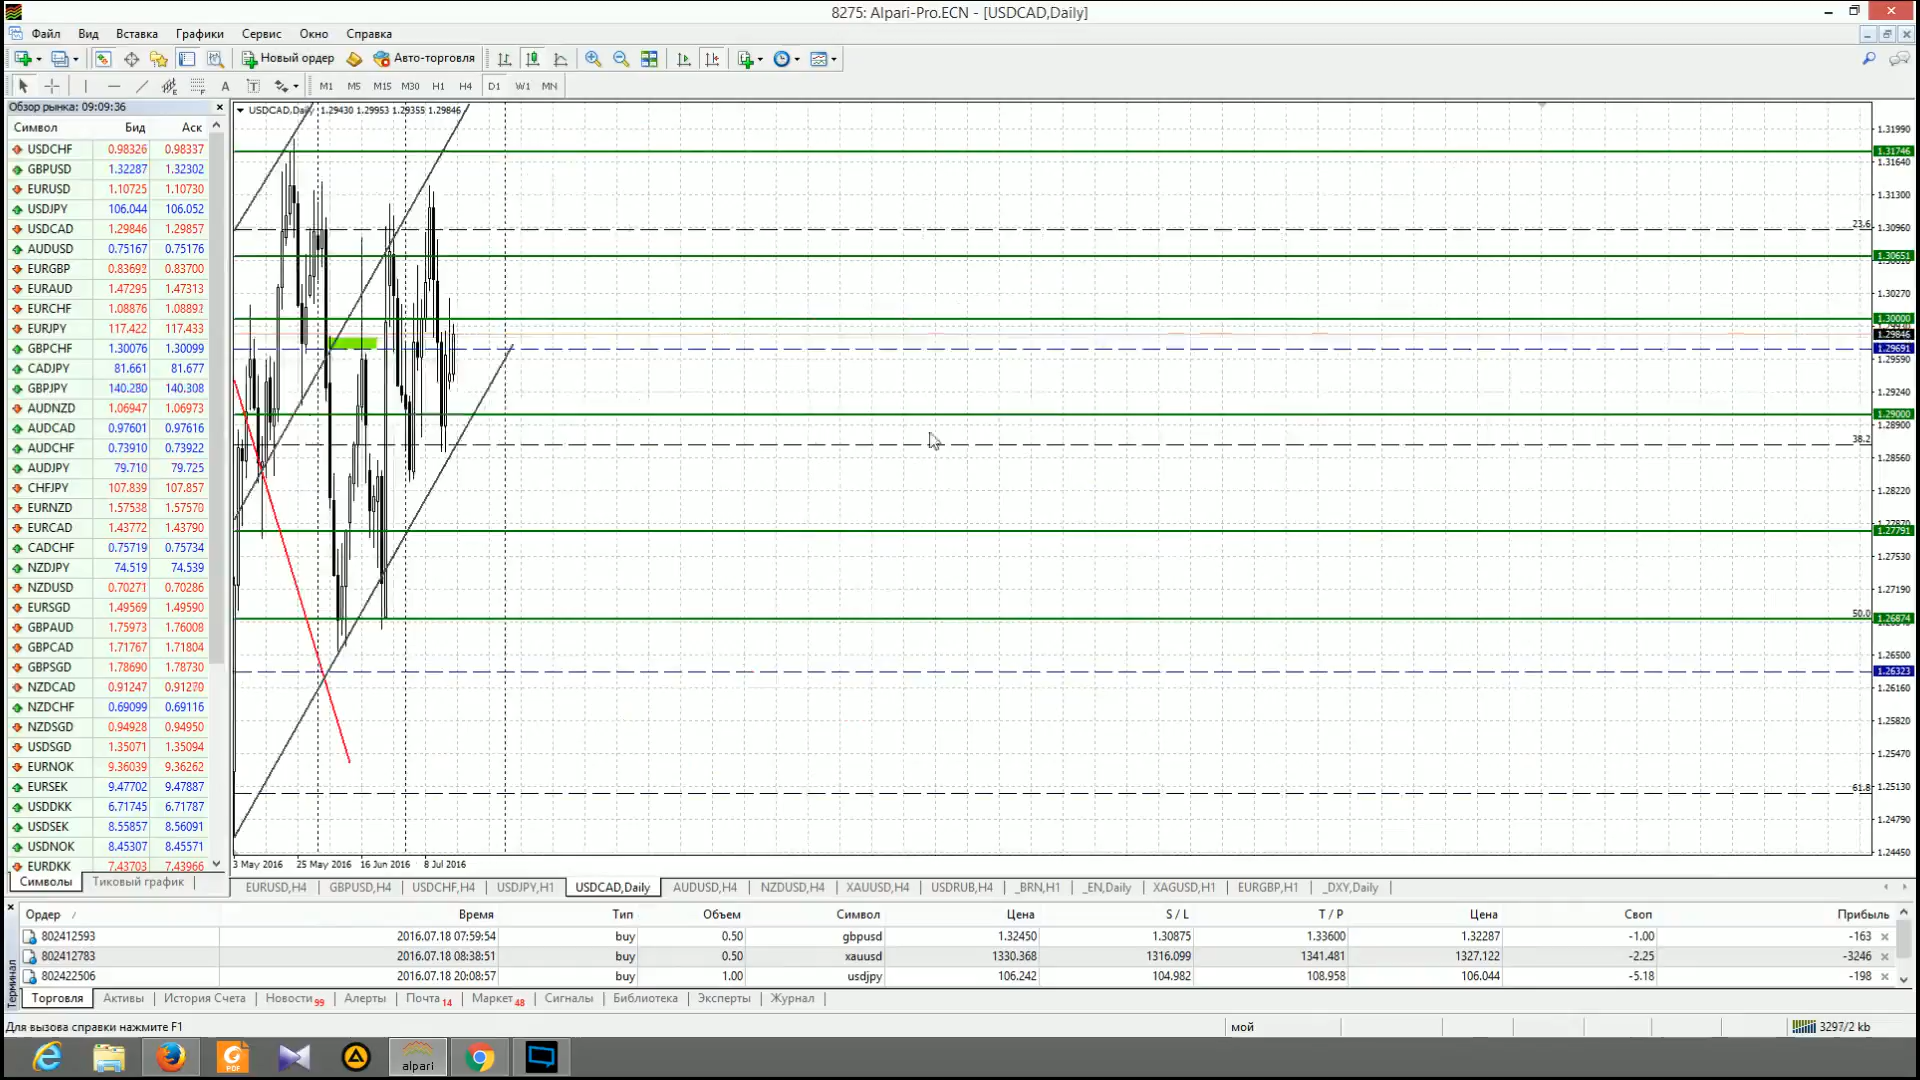 8275: Alpari-Pro.ECN - [USDCAD,Daily]
Файл Вид Вставка Графики Сервис Окно Справка
Новый ордер Авто-торговля
A T M1 M5 M15 M30 H1 H4 D1 W1 MN
Обзор рынка: 09:09:36
Символ Бид Аск
USDCHF 0.98326 0.98337
GBPUSD 1.32287 1.32302
EURUSD 1.10725 1.10730
USDJPY 106.044 106.052
USDCAD 1.29846 1.29857
AUDUSD 0.75167 0.75176
EURGBP 0.83692 0.83700
EURAUD 1.47295 1.47313
EURCHF 1.08876 1.08892
EURJPY 117.422 117.433
GBPCHF 1.30076 1.30099
CADJPY 81.661 81.677
GBPJPY 140.280 140.308
AUDNZD 1.06947 1.06973
AUDCAD 0.97601 0.97616
AUDCHF 0.73910 0.73922
AUDJPY 79.710 79.725
CHFJPY 107.839 107.857
EURNZD 1.57538 1.57570
EURCAD 1.43772 1.43790
CADCHF 0.75719 0.75734
NZDJPY 74.519 74.539
NZDUSD 0.70271 0.70286
EURSGD 1.49569 1.49590
GBPAUD 1.75973 1.76008
GBPCAD 1.71767 1.71804
GBPSGD 1.78690 1.78730
NZDCAD 0.91247 0.91270
NZDCHF 0.69099 0.69116
NZDSGD 0.94928 0.94950
USDSGD 1.35071 1.35094
EURNOK 9.36039 9.36262
EURSEK 9.47702 9.47887
USDDKK 6.71745 6.71787
USDSEK 8.55857 8.56091
USDNOK 8.45307 8.45571
EURDKK 7.43703 7.43966
Символы Тиковый график
USDCAD,Daily 1.29430 1.29953 1.29355 1.29846
1.31990
1.31746
1.31640
1.31300
23.6
1.30960
1.30651
1.30270
1.30000
1.29846
1.29691
1.29590
1.29240
1.29000
1.28900
38.2
1.28560
1.28220
1.27870
1.27791
1.27530
1.27190
50.0
1.26874
1.26500
1.26323
1.26160
1.25820
1.25470
61.8
1.25130
1.24790
1.24450
3 May 2016 25 May 2016 16 Jun 2016 8 Jul 2016
EURUSD,H4 GBPUSD,H4 USDCHF,H4 USDJPY,H1 USDCAD,Daily AUDUSD,H4 NZDUSD,H4 XAUUSD,H4 USDRUB,H4 _BRN,H1 _EN,Daily XAGUSD,H1 EURGBP,H1 _DXY,Daily
Ордер Время Тип Объем Символ Цена S / L T / P Цена Своп Прибыль
802412593 2016.07.18 07:59:54 buy 0.50 gbpusd 1.32450 1.30875 1.33600 1.32287 -1.00 -163
802412783 2016.07.18 08:38:51 buy 0.50 xauusd 1330.368 1316.099 1341.481 1327.122 -2.25 -3246
802422506 2016.07.18 20:08:57 buy 1.00 usdjpy 106.242 104.982 108.958 106.044 -5.18 -198
Терминал
Торговля Активы История Счета Новости 99 Алерты Почта 14 Маркет 48 Сигналы Библиотека Эксперты Журнал
Для вызова справки нажмите F1 мой 3297/2 kb
PDF alpari